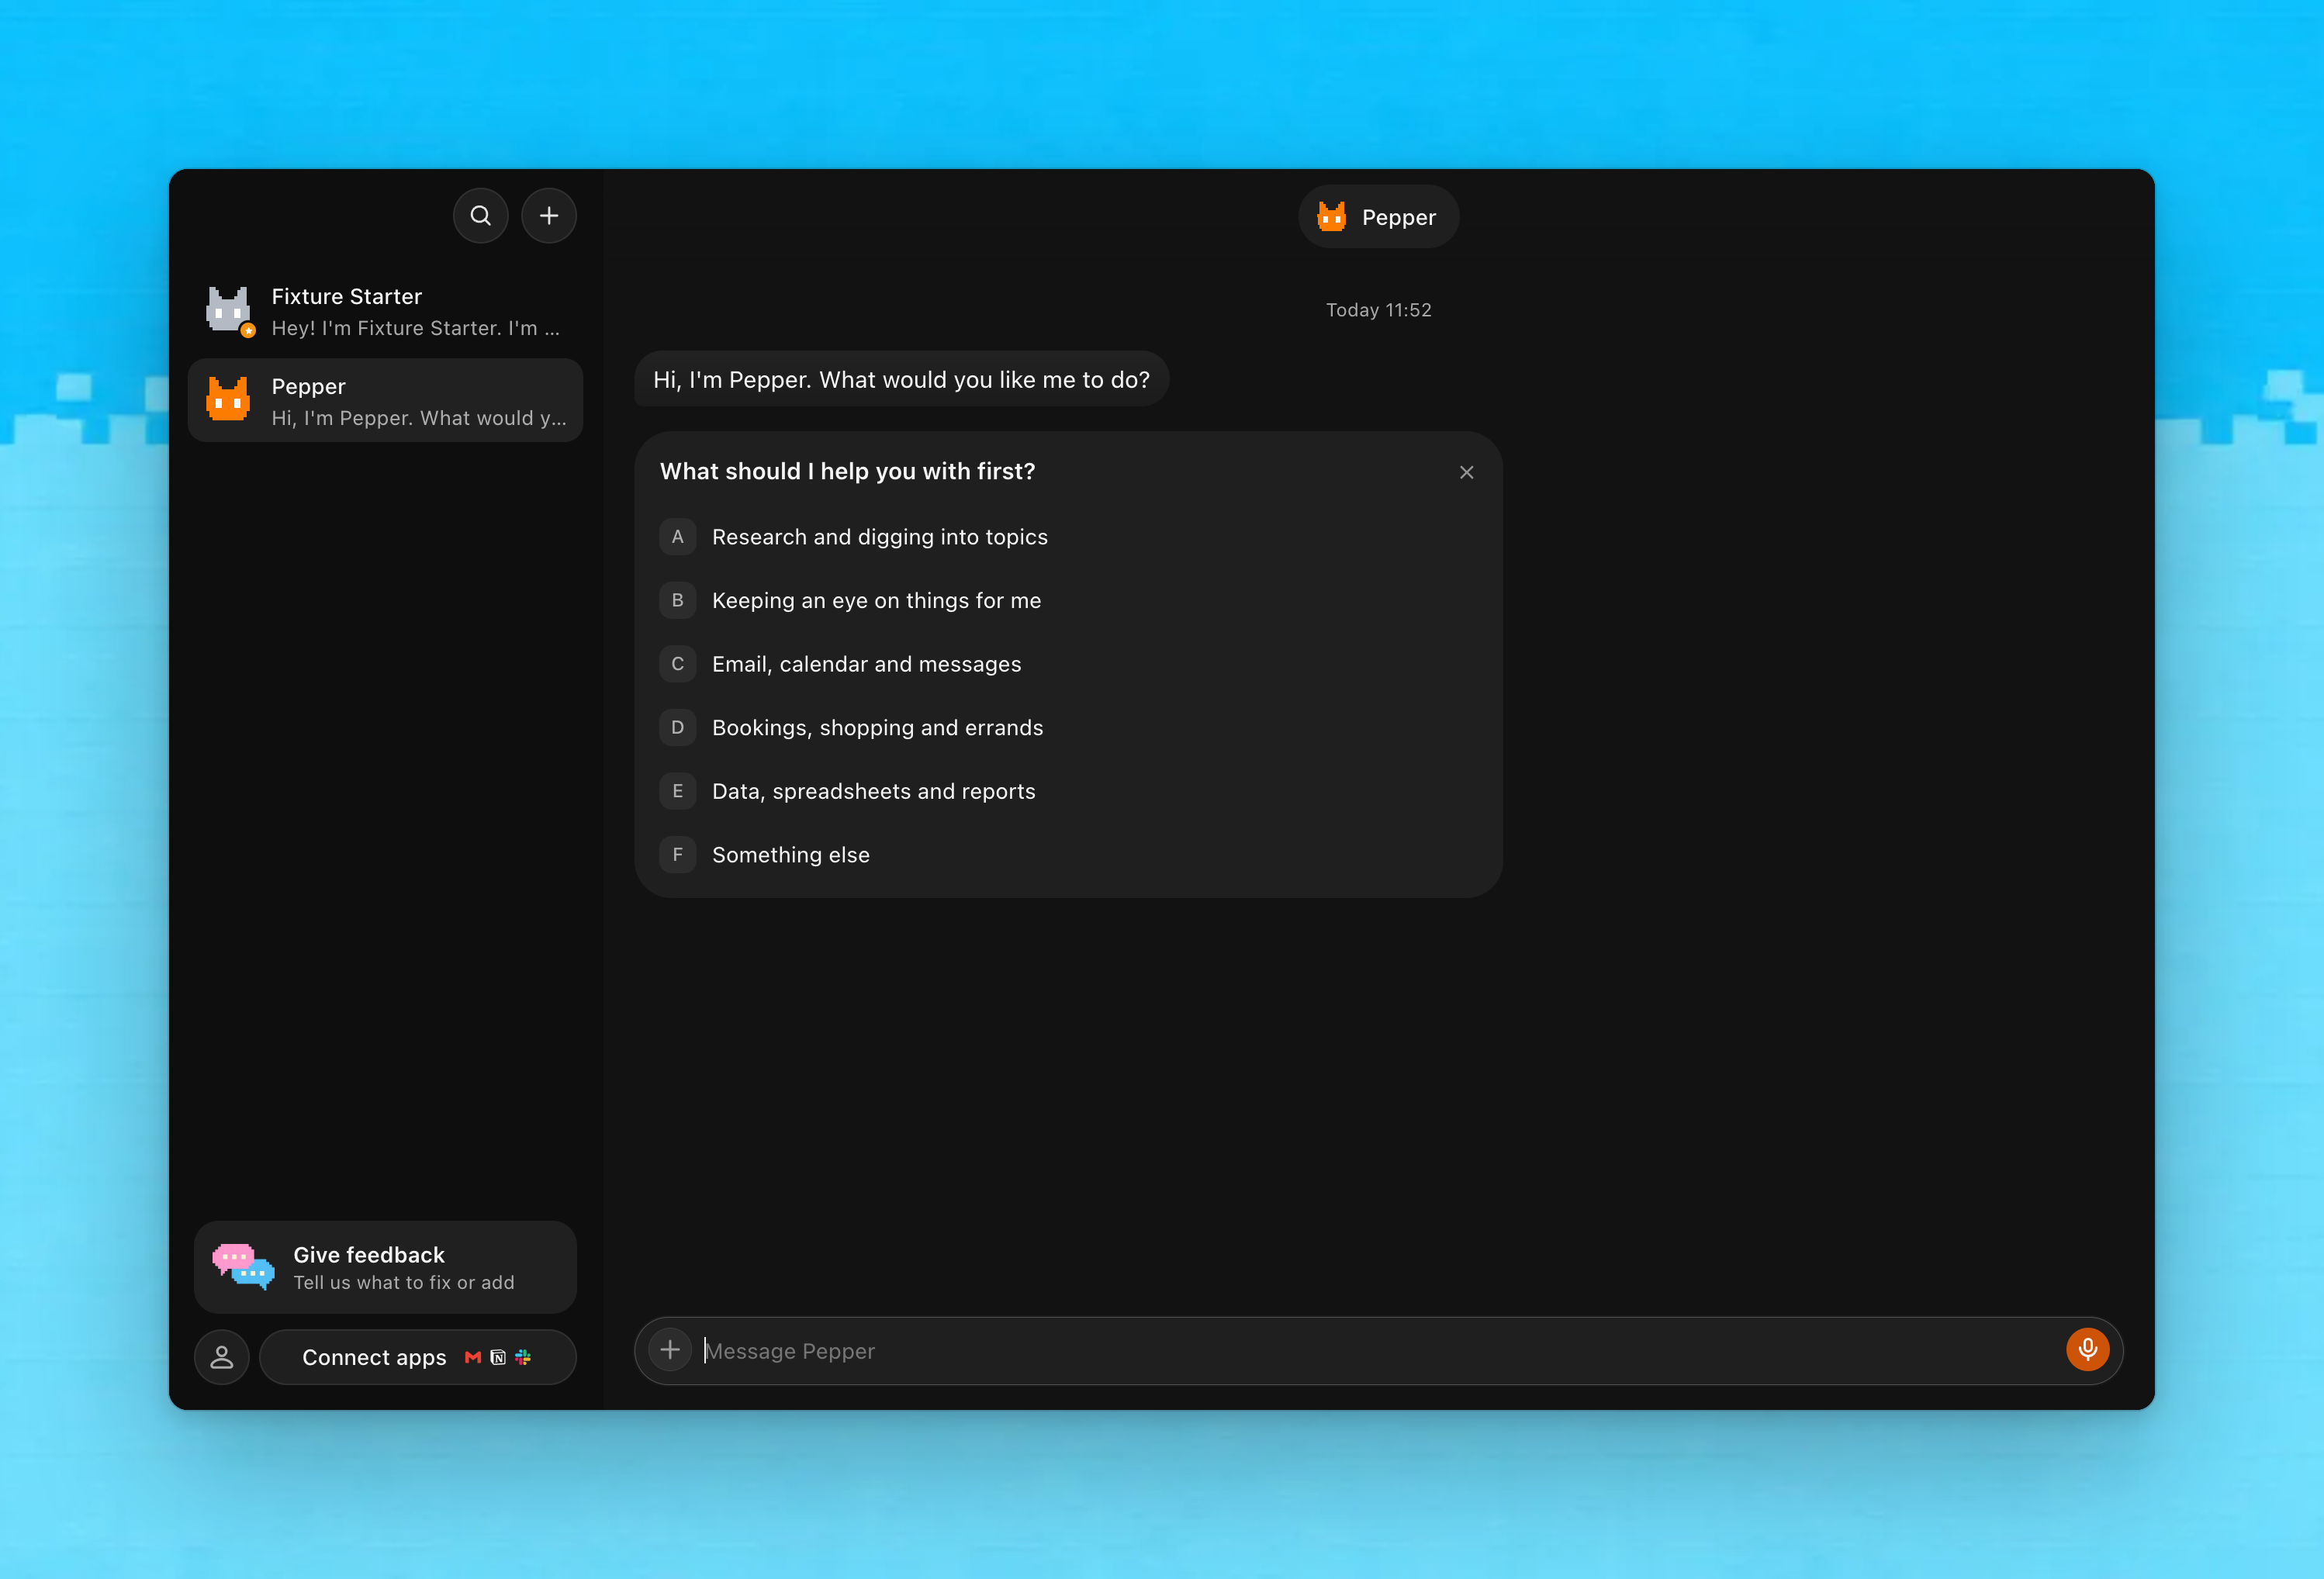 Fixture Starter
Hey! I'm Fixture Starter. I'm ...
Pepper
Hi, I'm Pepper. What would y...
Give feedback
Tell us what to fix or add
Connect apps
Pepper
Today 11:52
Hi, I'm Pepper. What would you like me to do?
What should I help you with first?
A Research and digging into topics
B Keeping an eye on things for me
C Email, calendar and messages
D Bookings, shopping and errands
E Data, spreadsheets and reports
F Something else
Message Pepper